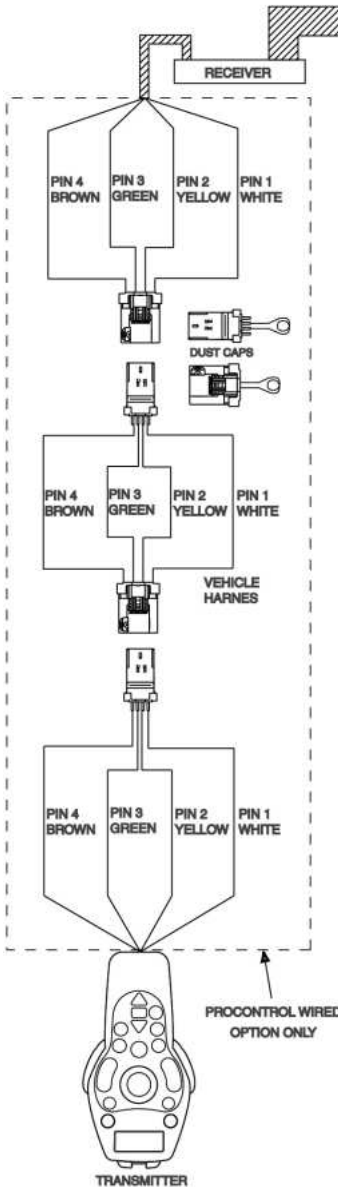 RECEIVER
PIN 4
BROWN
PIN 3
GREEN
PIN 2
YELLOW
PIN 1
WHITE
DUST CAPS
PIN 4
BROWN
PIN 3
GREEN
PIN 2
YELLOW
PIN 1
WHITE
VEHICLE
HARNES
PIN 4
BROWN
PIN 3
GREEN
PIN 2
YELLOW
PIN 1
WHITE
PROCONTROL WIRED
OPTION ONLY
TRANSMITTER